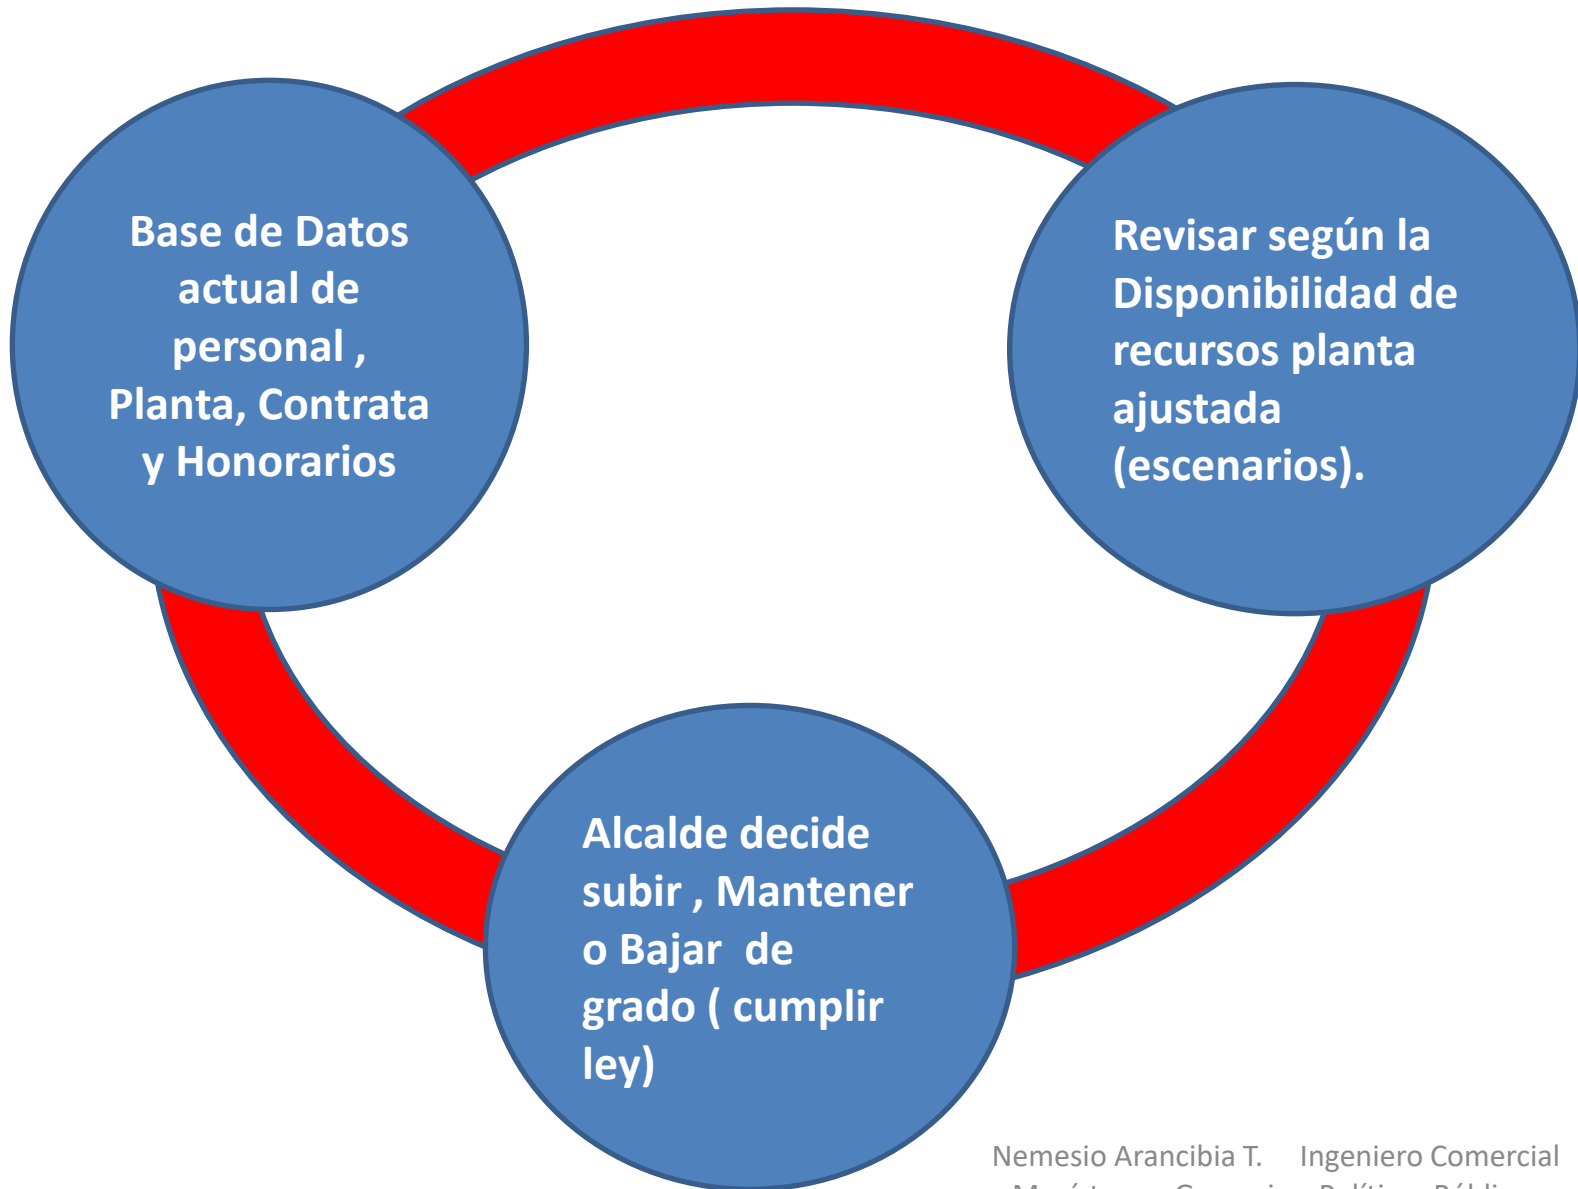 Base de Datos
actual de
personal ,
Planta, Contrata
y Honorarios
Revisar según la
Disponibilidad de
recursos planta
ajustada
(escenarios).
Alcalde decide
subir , Mantener
o Bajar  de
grado ( cumplir
ley)
Nemesio Arancibia T.    Ingeniero Comercial